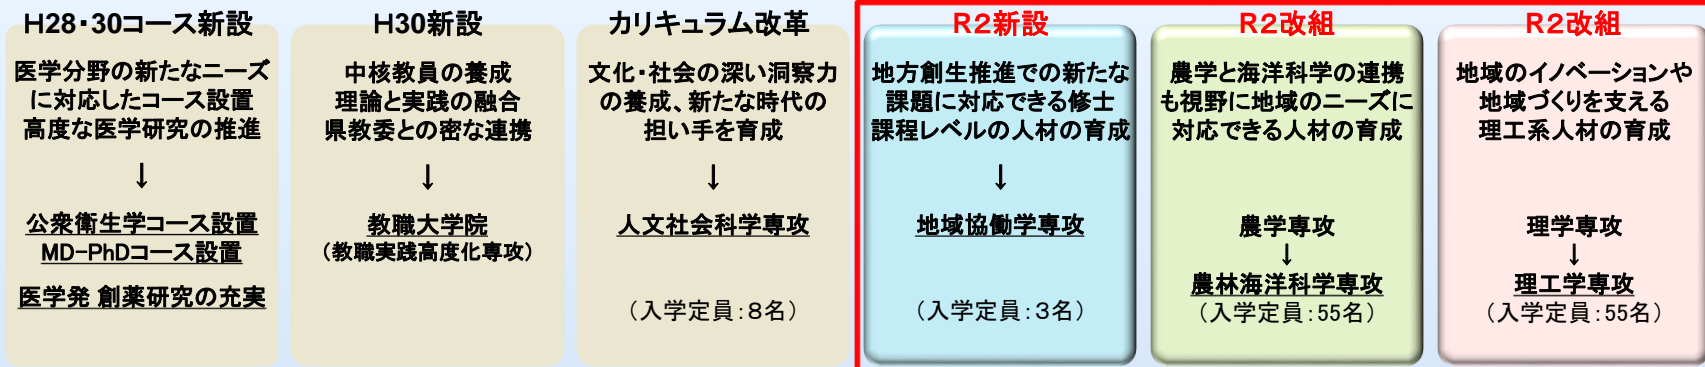 H28・30コース新設
医学分野の新たなニーズ
に対応したコース設置
高度な医学研究の推進
↓
公衆衛生学コース設置
MD-PhDコース設置
医学発 創薬研究の充実
H30新設
中核教員の養成
理論と実践の融合
県教委との密な連携
↓
教職大学院
（教職実践高度化専攻）
カリキュラム改革
文化・社会の深い洞察力
の養成、新たな時代の
担い手を育成
↓
人文社会科学専攻
（入学定員：８名）
R2新設
地方創生推進での新たな
課題に対応できる修士
課程レベルの人材の育成
↓
地域協働学専攻
（入学定員：３名）
R2改組
農学と海洋科学の連携
も視野に地域のニーズに
対応できる人材の育成
農学専攻
↓
農林海洋科学専攻
（入学定員：55名）
R2改組
地域のイノベーションや
地域づくりを支える
理工系人材の育成
理学専攻
↓
理工学専攻
（入学定員：55名）